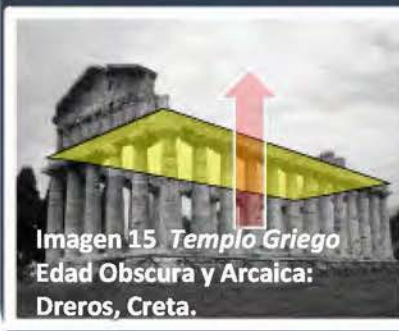 Imagen 15 Templo Griego
Edad Obscura y Arcaica:
Dreros, Creta.